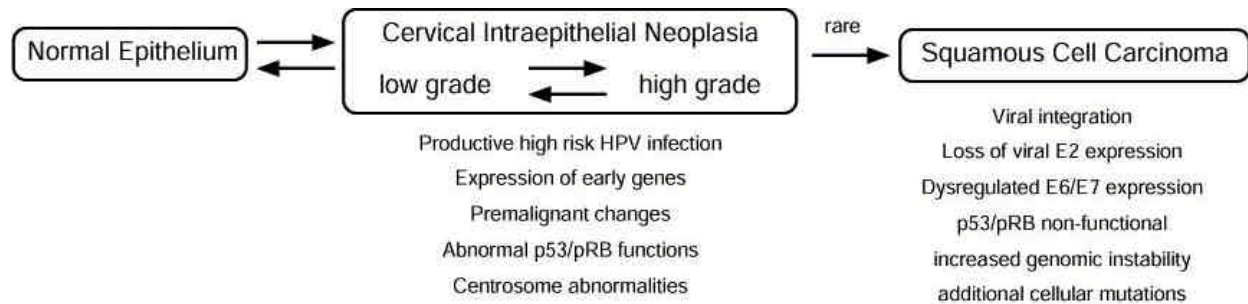 Normal Epithelium
Cervical Intraepithelial Neoplasia
low grade
high grade
rare
Squamous Cell Carcinoma
Productive high risk HPV infection
Expression of early genes
Premalignant changes
Abnormal p53/pRB functions
Centrosome abnormalities
Viral integration
Loss of viral E2 expression
Dysregulated E6/E7 expression
p53/pRB non-functional
increased genomic instability
additional cellular mutations